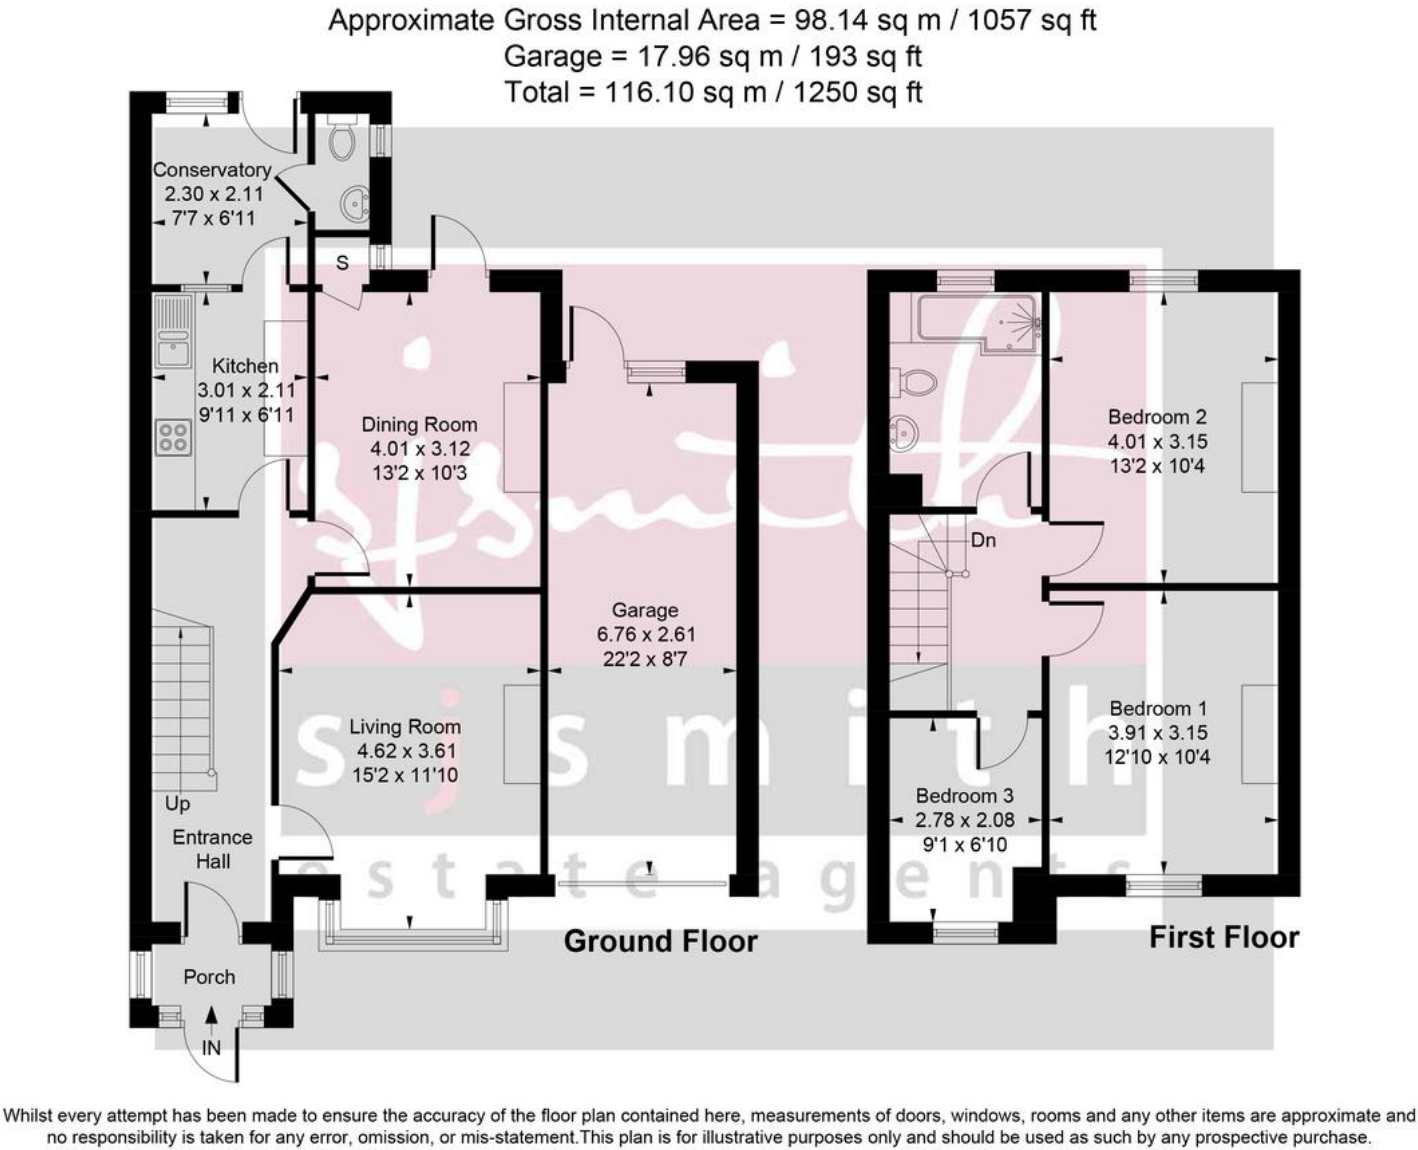 Approximate Gross Internal Area = 98.14 sq m / 1057 sq ft
Garage = 17.96 sq m / 193 sq ft
Total = 116.10 sq m / 1250 sq ft
Conservatory
2.30 x 2.11
7'7 x 6'11
S
Kitchen
3.01 x 2.11
9'11 x 6'11
Dining Room
4.01 x 3.12
13'2 x 10'3
Garage
6.76 x 2.61
22'2 x 8'7
Living Room
4.62 x 3.61
15'2 x 11'10
Up
Entrance
Hall
Porch
IN
Ground Floor
Bedroom 2
4.01 x 3.15
13'2 x 10'4
Dn
Bedroom 1
3.91 x 3.15
12'10 x 10'4
Bedroom 3
2.78 x 2.08
9'1 x 6'10
First Floor
sjsmith
sjsmith
estate agents
Whilst every attempt has been made to ensure the accuracy of the floor plan contained here, measurements of doors, windows, rooms and any other items are approximate and
no responsibility is taken for any error, omission, or mis-statement.This plan is for illustrative purposes only and should be used as such by any prospective purchase.